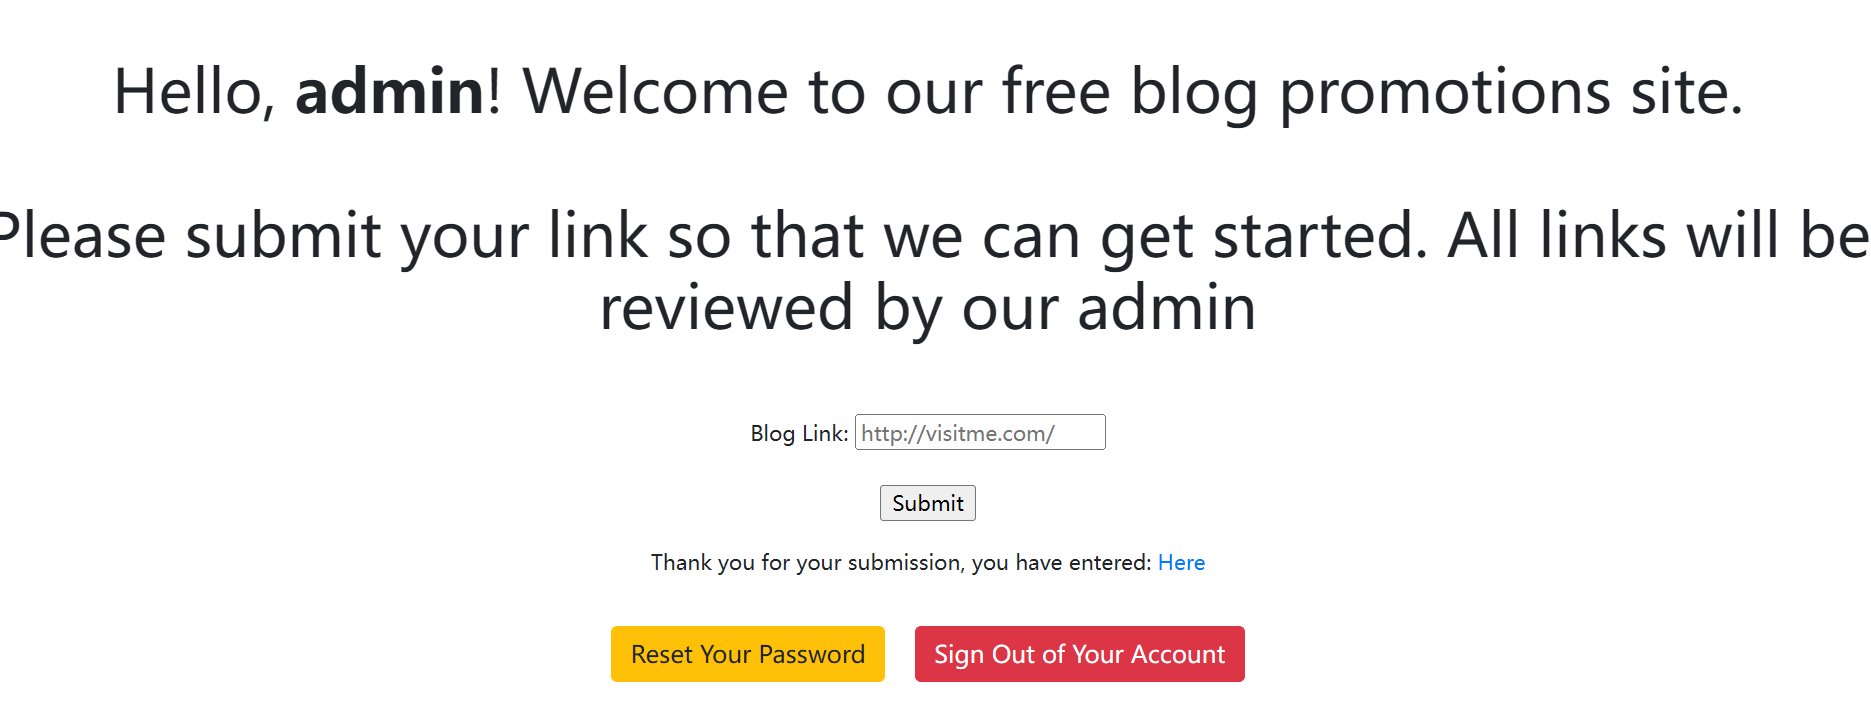 Hello, admin! Welcome to our free blog promotions site.
Please submit your link so that we can get started. All links will be
reviewed by our admin
Blog Link: http://visitme.com/
Submit
Thank you for your submission, you have entered: Here
Reset Your Password Sign Out of Your Account